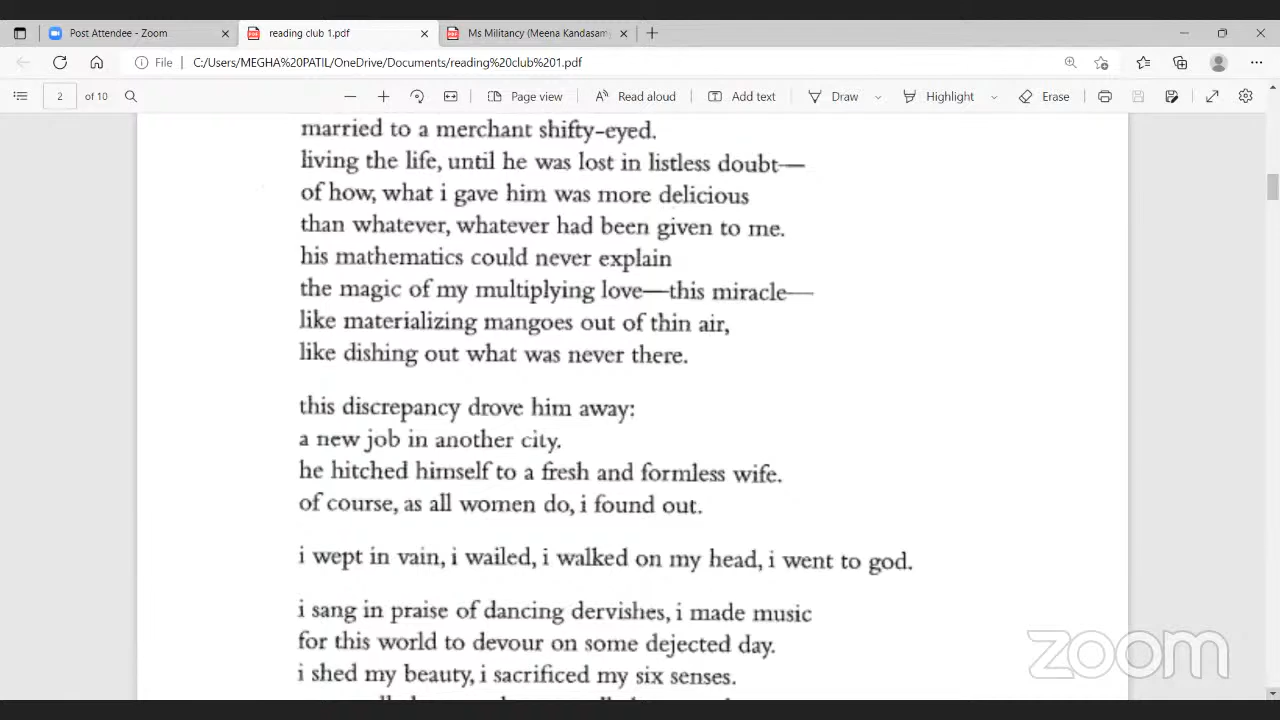 Post Attendee - Zoom
reading club 1.pdf
Ms Militancy (Meena Kandasam
File
C:/Users/MEGHA%20PATIL/OneDrive/Documents/reading%20club%201.pdf
2 of 10
Page view
Read aloud
Add text
Draw
Highlight
Erase
married to a merchant shifty-eyed.
living the life, until he was lost in listless doubt—
of how, what i gave him was more delicious
than whatever, whatever had been given to me.
his mathematics could never explain
the magic of my multiplying love—this miracle—
like materializing mangoes out of thin air,
like dishing out what was never there.
this discrepancy drove him away:
a new job in another city.
he hitched himself to a fresh and formless wife.
of course, as all women do, i found out.
i wept in vain, i wailed, i walked on my head, i went to god.
i sang in praise of dancing dervishes, i made music
for this world to devour on some dejected day.
i shed my beauty, i sacrificed my six senses.
zoom